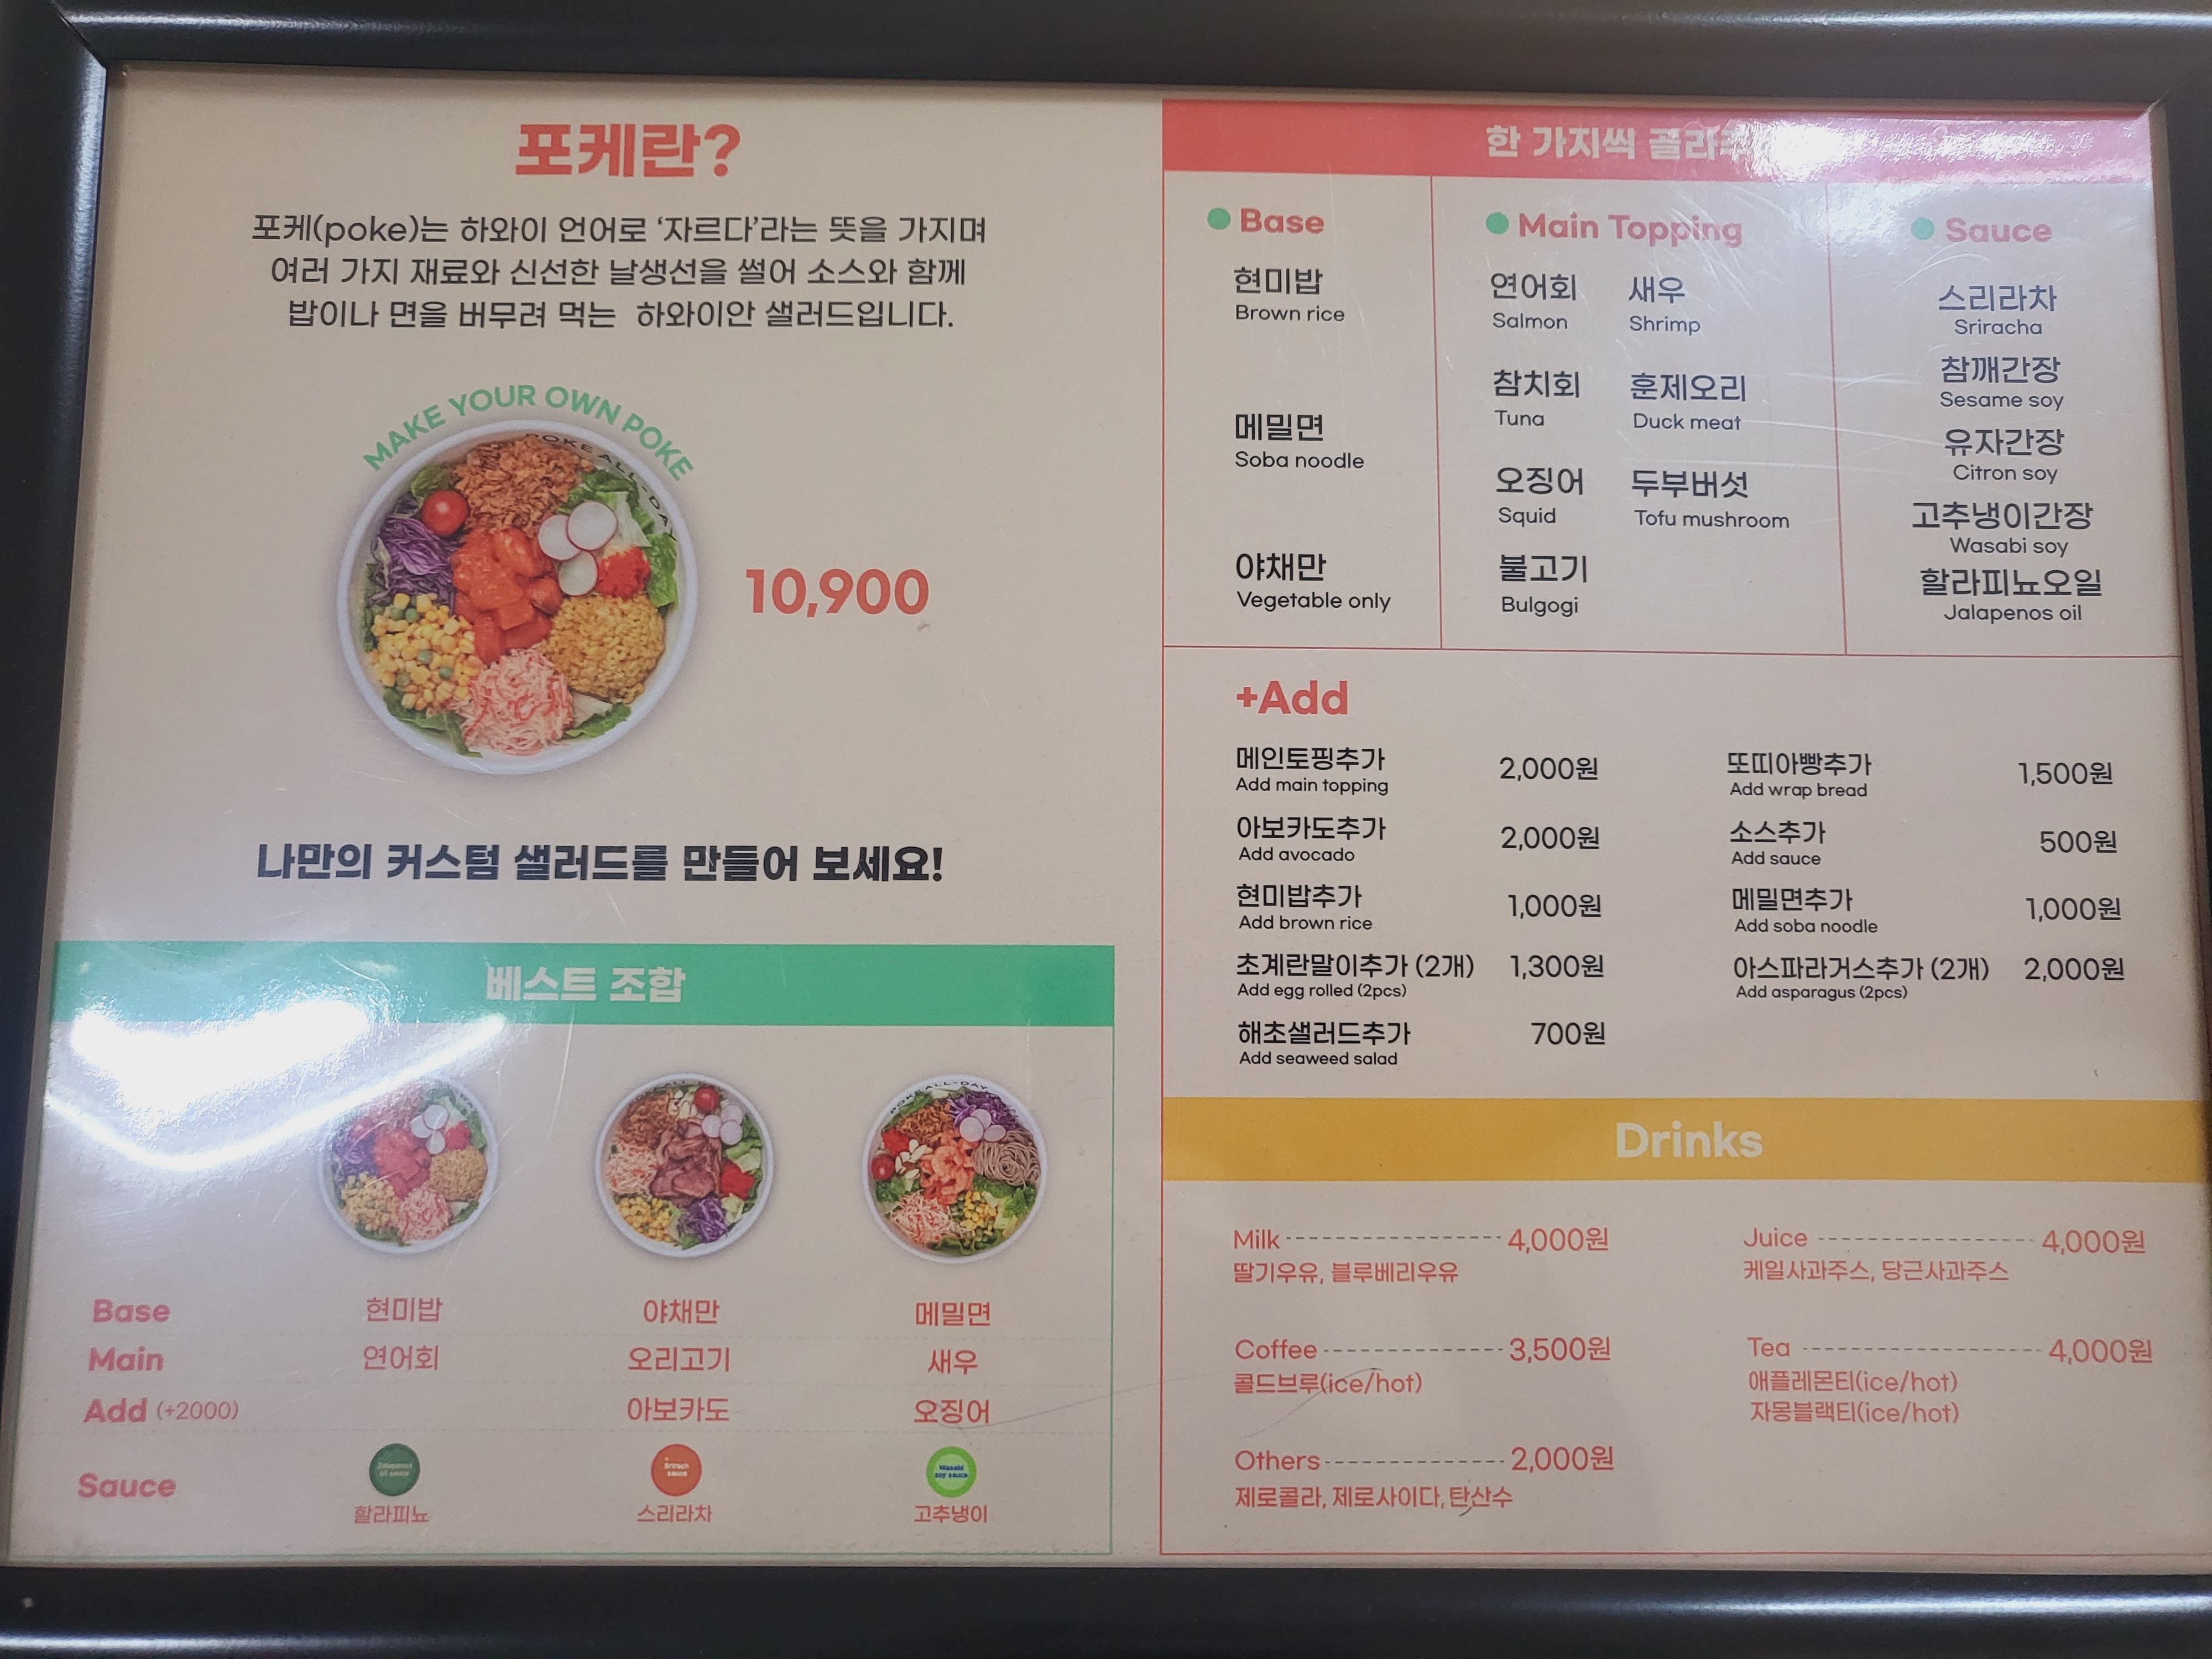 포케란?
포케(poke)는 하와이 언어로 ‘자르다’라는 뜻을 가지며
여러 가지 재료와 신선한 날생선을 썰어 소스와 함께
밥이나 면을 버무려 먹는 하와이안 샐러드입니다.
MAKE YOUR OWN POKE
POKE ALL-DAY
10,900
나만의 커스텀 샐러드를 만들어 보세요!
베스트 조합
POKE ALL-DAY
Base 현미밥 야채만 메밀면
Main 연어회 오리고기 새우
Add (+2000) 아보카도 오징어
Jalapenos oil sauce
Srirach sauce
Wasabi soy sauce
Sauce 할라피뇨 스리라차 고추냉이
한 가지씩
Base
현미밥
Brown rice
메밀면
Soba noodle
야채만
Vegetable only
Main Topping
연어회 새우
Salmon Shrimp
참치회 훈제오리
Tuna Duck meat
오징어 두부버섯
Squid Tofu mushroom
불고기
Bulgogi
Sauce
스리라차
Sriracha
참깨간장
Sesame soy
유자간장
Citron soy
고추냉이간장
Wasabi soy
할라피뇨오일
Jalapenos oil
+Add
메인토핑추가 2,000원
Add main topping
아보카도추가 2,000원
Add avocado
현미밥추가 1,000원
Add brown rice
초계란말이추가 (2개) 1,300원
Add egg rolled (2pcs)
해초샐러드추가 700원
Add seaweed salad
또띠아빵추가 1,500원
Add wrap bread
소스추가 500원
Add sauce
메밀면추가 1,000원
Add soba noodle
아스파라거스추가 (2개) 2,000원
Add asparagus (2pcs)
Drinks
Milk 4,000원
딸기우유, 블루베리우유
Coffee 3,500원
콜드브루(ice/hot)
Others 2,000원
제로콜라, 제로사이다, 탄산수
Juice 4,000원
케일사과주스, 당근사과주스
Tea 4,000원
애플레몬티(ice/hot)
자몽블랙티(ice/hot)